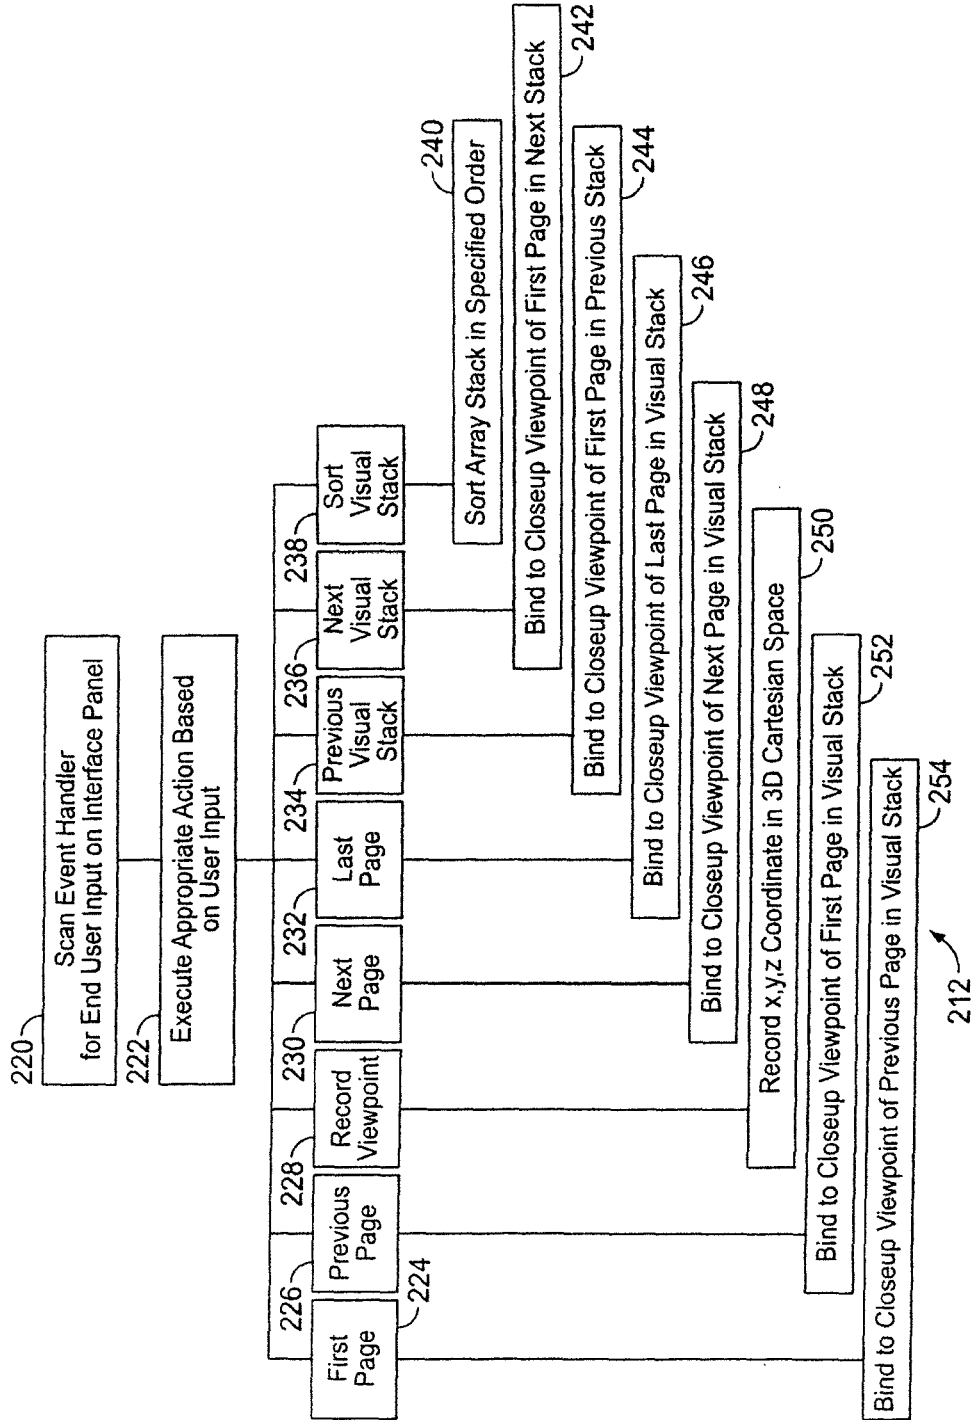 220
Scan Event Handler
for End User Input on Interface Panel
222
Execute Appropriate Action Based
on User Input
First
Page
224
226
Previous
Page
228
Record
Viewpoint
230
Next
Page
232
Last
Page
234
Previous
Visual
Stack
236
Next
Visual
Stack
238
Sort
Visual
Stack
Sort Array Stack in Specified Order
240
Bind to Closeup Viewpoint of First Page in Next Stack
242
Bind to Closeup Viewpoint of First Page in Previous Stack
244
Bind to Closeup Viewpoint of Last Page in Visual Stack
246
Bind to Closeup Viewpoint of Next Page in Visual Stack
248
Record x,y,z Coordinate in 3D Cartesian Space
250
Bind to Closeup Viewpoint of First Page in Visual Stack
252
Bind to Closeup Viewpoint of Previous Page in Visual Stack
254
212